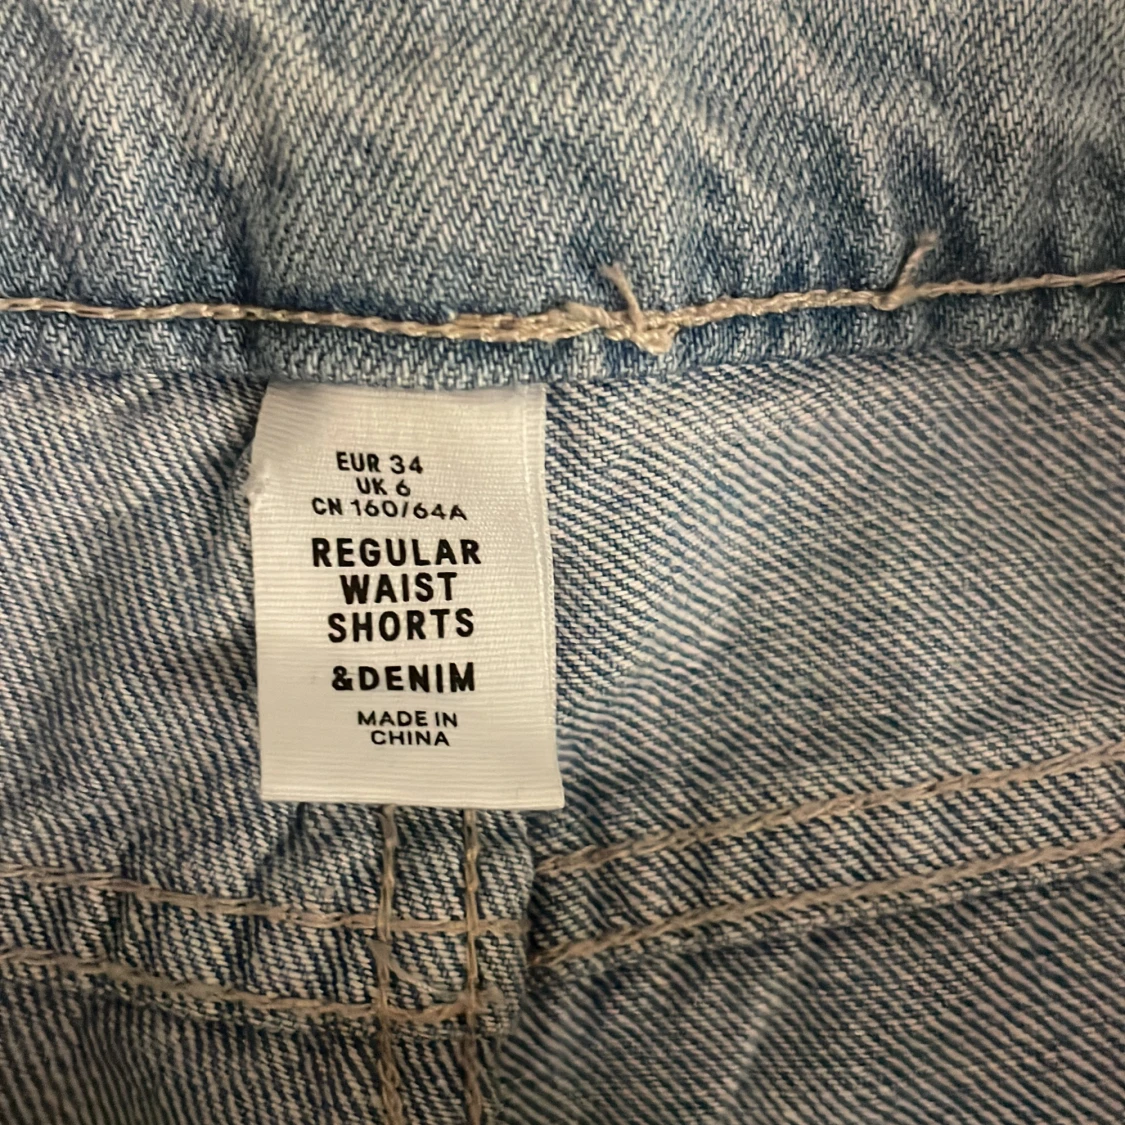 EUR 34
UK 6
CN 160/64A
REGULAR
WAIST
SHORTS
&DENIM
MADE IN
CHINA